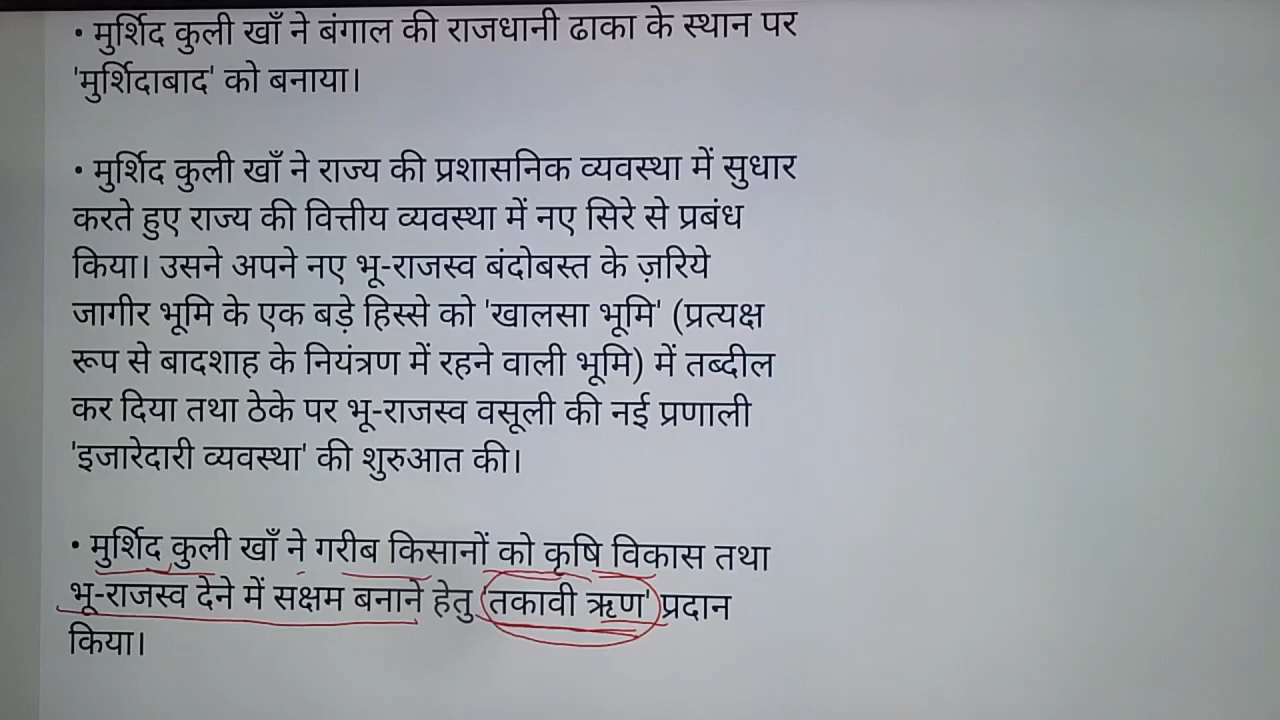 • मुर्शिद कुली खाँ ने बंगाल की राजधानी ढाका के स्थान पर
'मुर्शिदाबाद' को बनाया।
• मुर्शिद कुली खाँ ने राज्य की प्रशासनिक व्यवस्था में सुधार
करते हुए राज्य की वित्तीय व्यवस्था में नए सिरे से प्रबंध
किया। उसने अपने नए भू-राजस्व बंदोबस्त के ज़रिये
जागीर भूमि के एक बड़े हिस्से को 'खालसा भूमि' (प्रत्यक्ष
रूप से बादशाह के नियंत्रण में रहने वाली भूमि) में तब्दील
कर दिया तथा ठेके पर भू-राजस्व वसूली की नई प्रणाली
'इजारेदारी व्यवस्था' की शुरुआत की।
• मुर्शिद कुली खाँ ने गरीब किसानों को कृषि विकास तथा
भू-राजस्व देने में सक्षम बनाने हेतु 'तकावी ऋण' प्रदान
किया।